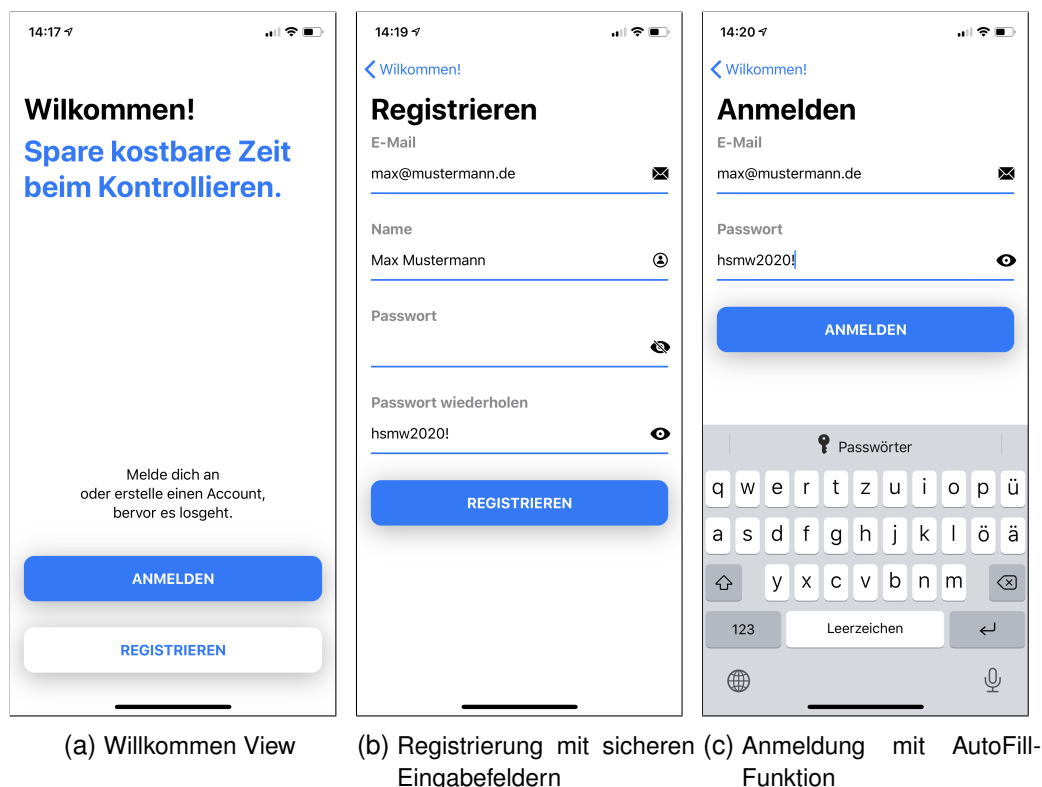 14:17
Wilkommen!
Spare kostbare Zeit
beim Kontrollieren.
Melde dich an
oder erstelle einen Account,
bervor es losgeht.
ANMELDEN
REGISTRIEREN
(a) Willkommen View
14:19
Wilkommen!
Registrieren
E-Mail
max@mustermann.de
Name
Max Mustermann
Passwort
Passwort wiederholen
hsmw2020!
REGISTRIEREN
(b) Registrierung mit sicheren
Eingabefeldern
14:20
Wilkommen!
Anmelden
E-Mail
max@mustermann.de
Passwort
hsmw2020!
ANMELDEN
Passwörter
q w e r t z u i o p ü
a s d f g h j k l ö ä
y x c v b n m
123 Leerzeichen
(c) Anmeldung mit AutoFill-
Funktion